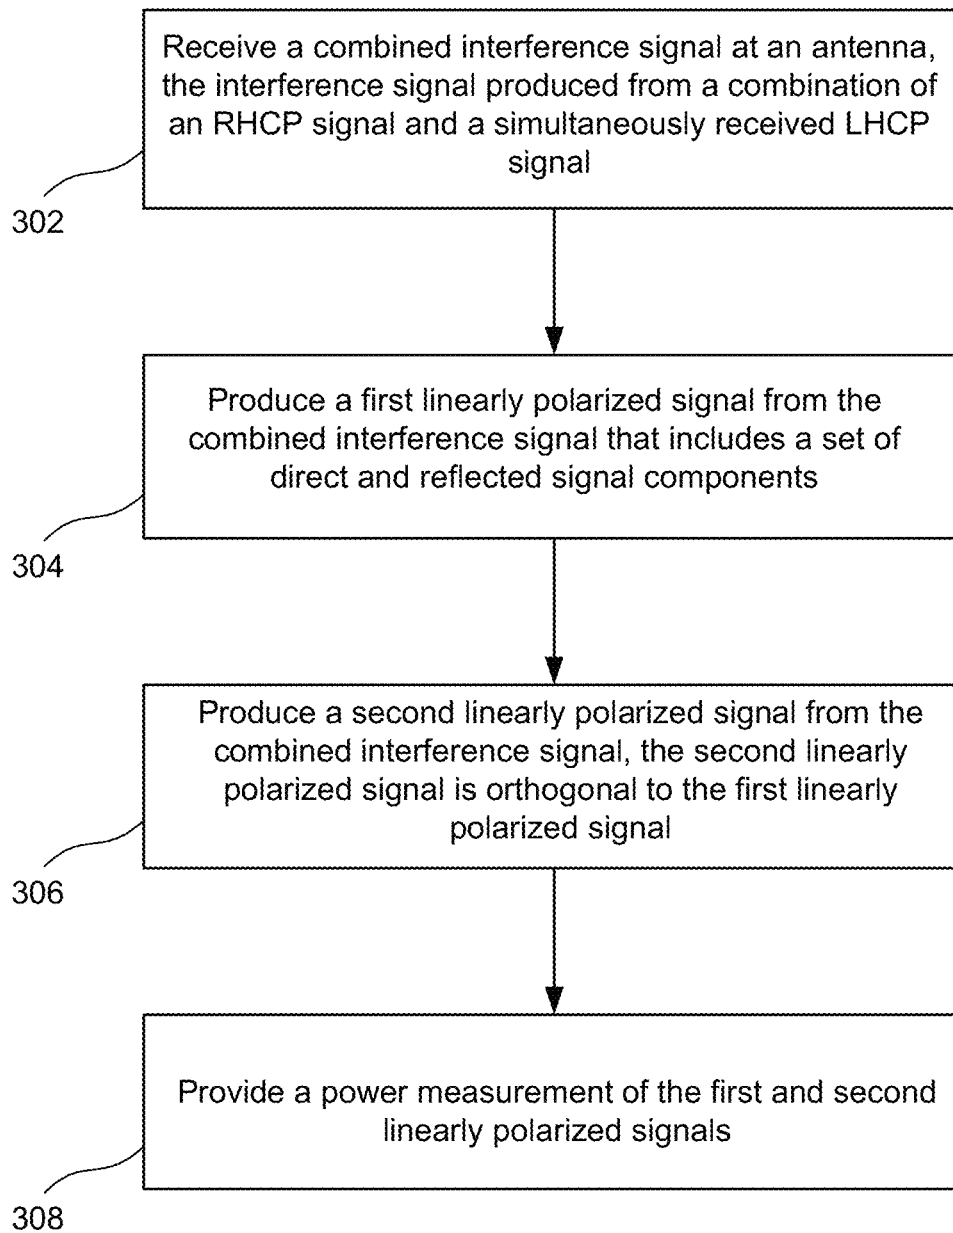 Receive a combined interference signal at an antenna,
the interference signal produced from a combination of
an RHCP signal and a simultaneously received LHCP
signal
302
Produce a first linearly polarized signal from the
combined interference signal that includes a set of
direct and reflected signal components
304
Produce a second linearly polarized signal from the
combined interference signal, the second linearly
polarized signal is orthogonal to the first linearly
polarized signal
306
Provide a power measurement of the first and second
linearly polarized signals
308